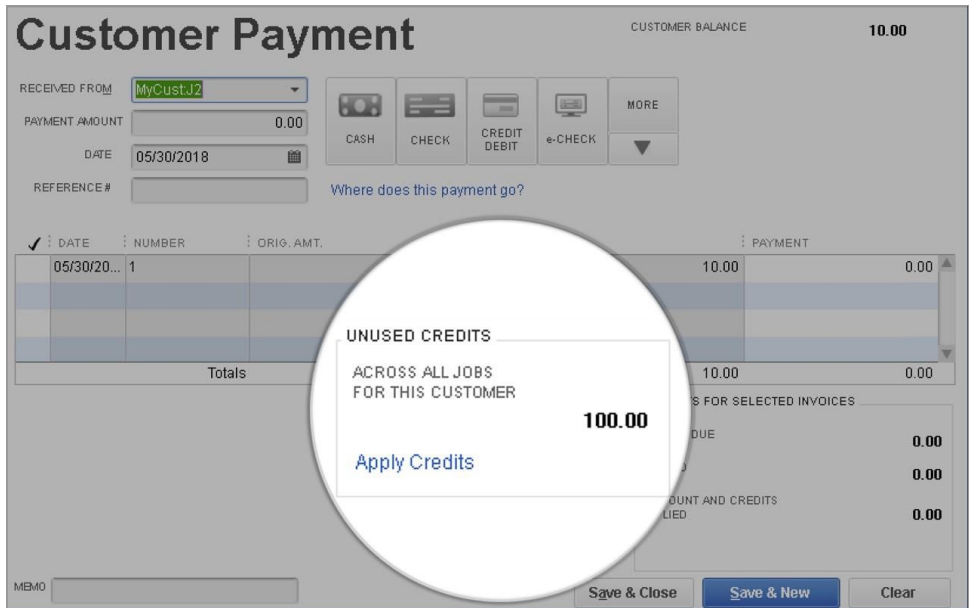 Customer Payment
CUSTOMER BALANCE 10.00
RECEIVED FROM MyCust:J2
PAYMENT AMOUNT 0.00
DATE 05/30/2018
REFERENCE #
CASH
CHECK
CREDIT
DEBIT
e-CHECK
MORE
Where does this payment go?
DATE NUMBER ORIG. AMT. PAYMENT
05/30/20... 1 10.00 0.00
Totals 10.00 0.00
UNUSED CREDITS
ACROSS ALL JOBS
FOR THIS CUSTOMER
100.00
Apply Credits
S FOR SELECTED INVOICES
DUE 0.00
0.00
OUNT AND CREDITS
LIED 0.00
MEMO
Save & Close
Save & New
Clear